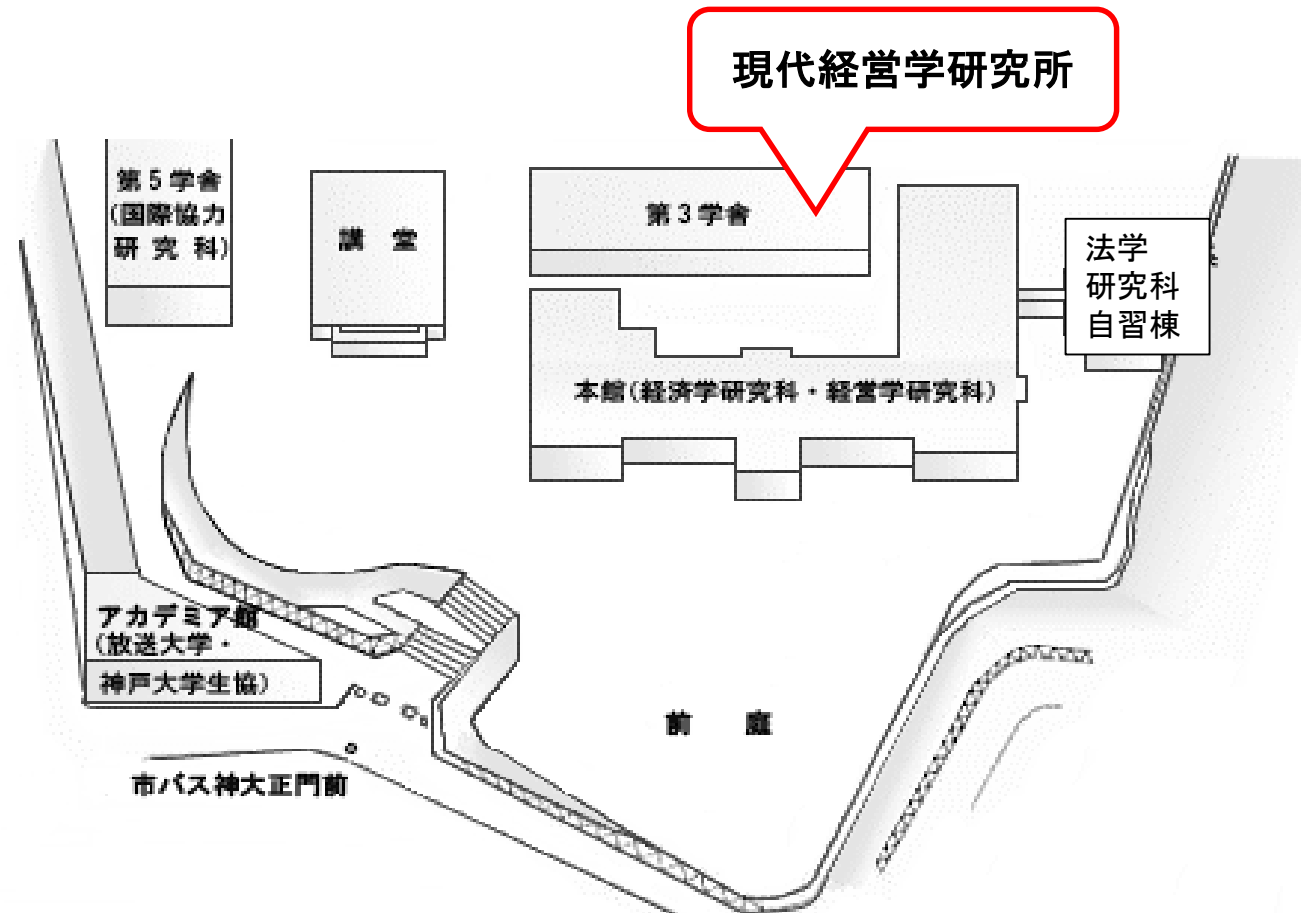 現代経営学研究所
第5学舎
(国際協力
研究科)
講堂
第3学舎
法学
研究科
自習棟
本館(経済学研究科・経営学研究科)
アカデミア館
(放送大学・
神戸大学生協)
前庭
市バス神大正門前